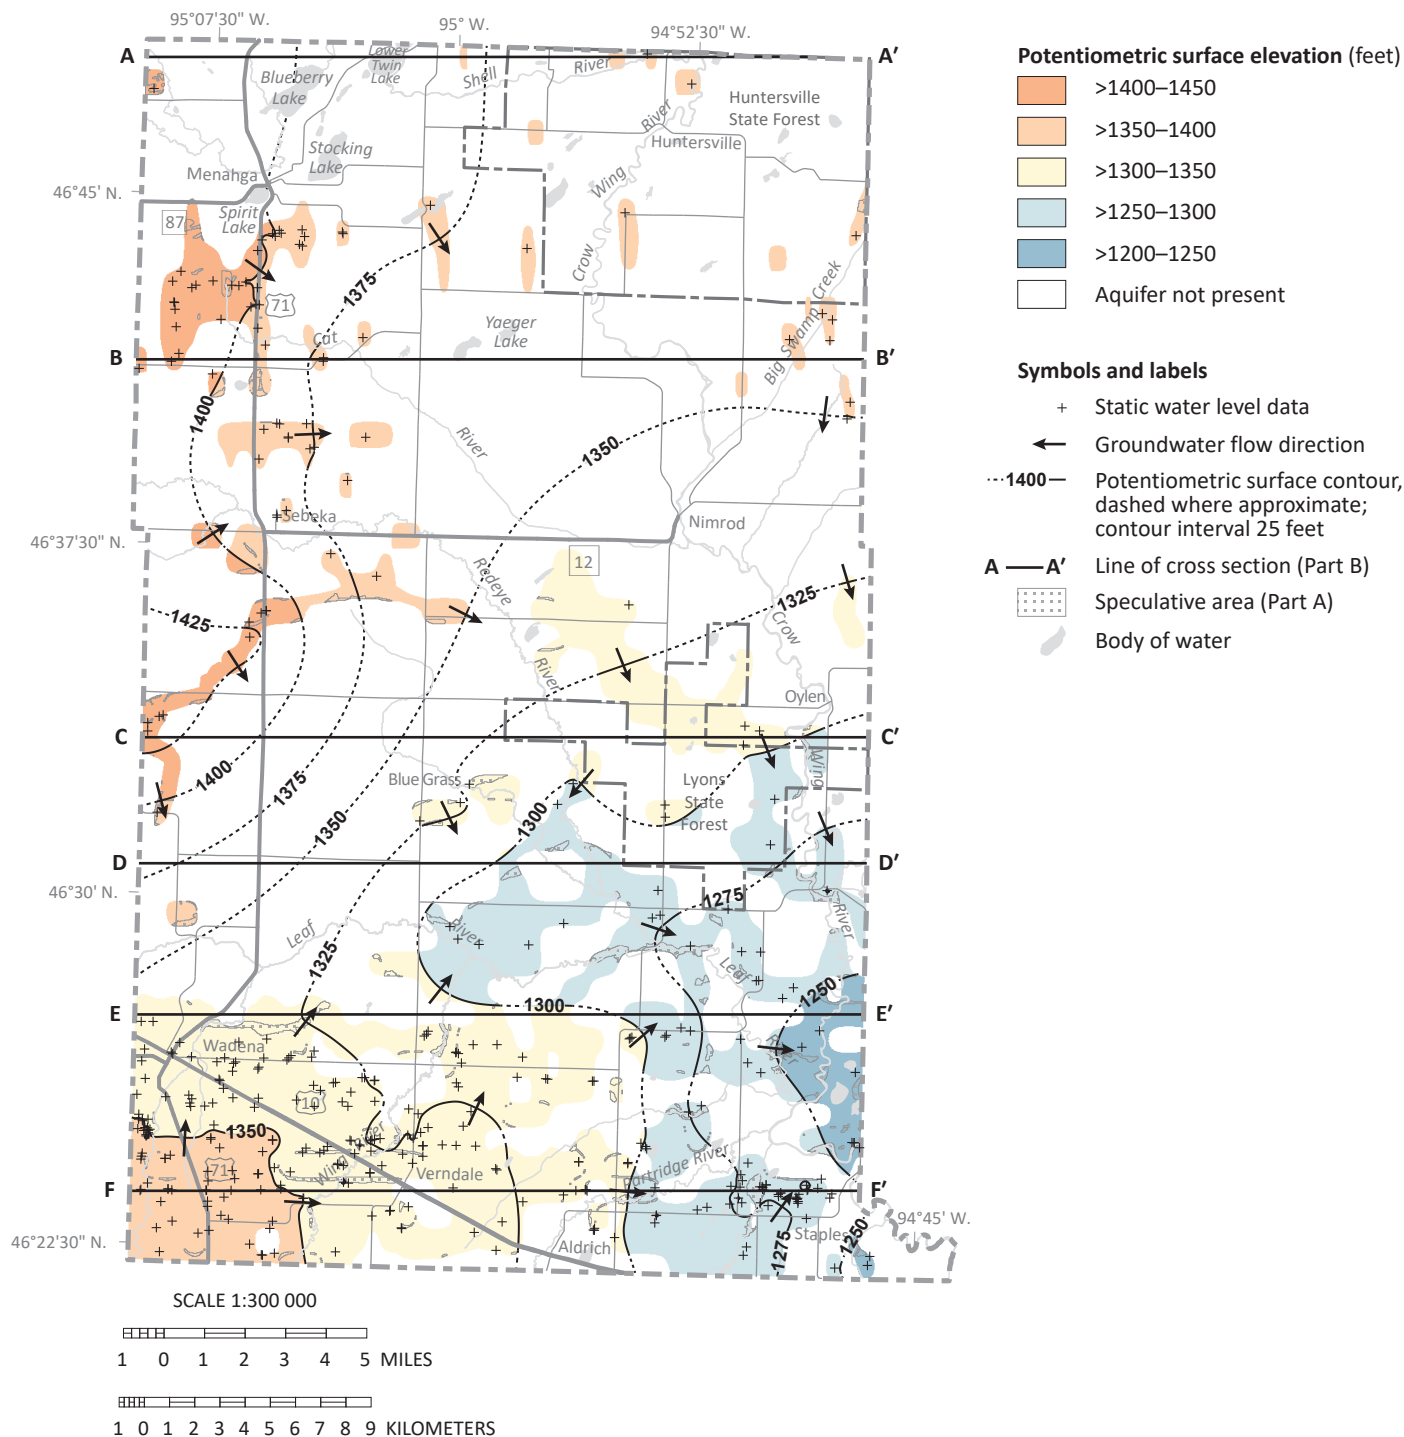 95°07'30" W.
95° W.
94°52'30" W.
A
A'
Blueberry
Lake
Lower
Twin
Lake
Shell
River
Huntersville
State Forest
River
Huntersville
Stocking
Lake
Menahga
46°45' N.
Spirit
Lake
87
Wing
Crow
1375
71
Big Swamp Creek
Yaeger
Lake
Cat
B
B'
1400
River
1350
Sebeka
Nimrod
46°37'30" N.
12
Redeye
1325
1425
Crow
River
Oylen
C
C'
Wing
1400
1375
Blue Grass
Lyons
State
Forest
1300
1350
D
D'
46°30' N.
1275
River
Leaf
River
1325
Leaf
1250
1300
E
E'
Wadena
River
10
1350
Wing River
71
Verndale
Partridge River
F
F'
94°45' W.
46°22'30" N.
Aldrich
Staples
1275
1250
SCALE 1:300 000
1 0 1 2 3 4 5 MILES
1 0 1 2 3 4 5 6 7 8 9 KILOMETERS
Potentiometric surface elevation (feet)
>1400–1450
>1350–1400
>1300–1350
>1250–1300
>1200–1250
Aquifer not present
Symbols and labels
+ Static water level data
Groundwater flow direction
1400 Potentiometric surface contour,
dashed where approximate;
contour interval 25 feet
A A' Line of cross section (Part B)
Speculative area (Part A)
Body of water